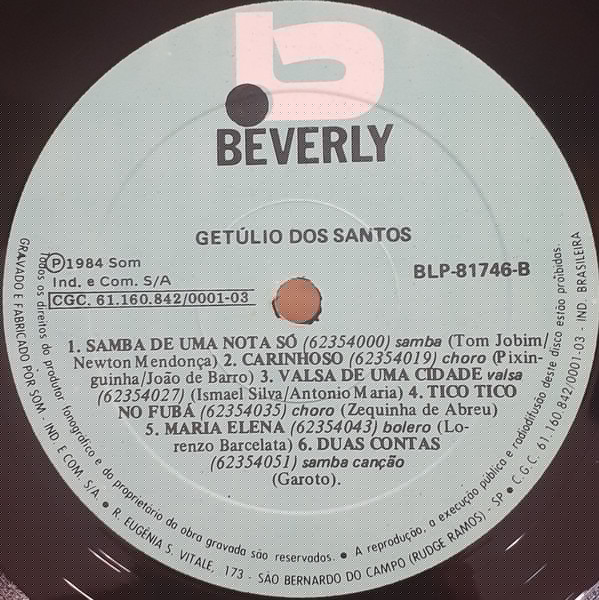 b
BEVERLY
GETÚLIO DOS SANTOS
Ⓟ1984 Som
Ind. e Com. S/A
CGC. 61.160.842/0001-03
BLP-81746-B
1. SAMBA DE UMA NOTA SÓ (62354000) samba (Tom Jobim/
Newton Mendonça) 2. CARINHOSO (62354019) choro (Pixin-
guinha/João de Barro) 3. VALSA DE UMA CIDADE valsa
(62354027) (Ismael Silva/Antonio Maria) 4. TICO TICO
NO FUBÁ (62354035) choro (Zequinha de Abreu)
5. MARIA ELENA (62354043) bolero (Lo-
renzo Barcelata) 6. DUAS CONTAS
(62354051) samba canção
(Garoto).
Todos os direitos do produtor fonográfico e do proprietário da obra gravada são reservados. • A reprodução, a execução pública e radiodifusão deste disco estão proibidos.
GRAVADO E FABRICADO POR SOM - IND. E COM. S/A. • R. EUGÊNIA S. VITALE, 173 - SÃO BERNARDO DO CAMPO (RUDGE RAMOS) - SP • C.G.C. 61.160.842/0001-03 - IND. BRASILEIRA